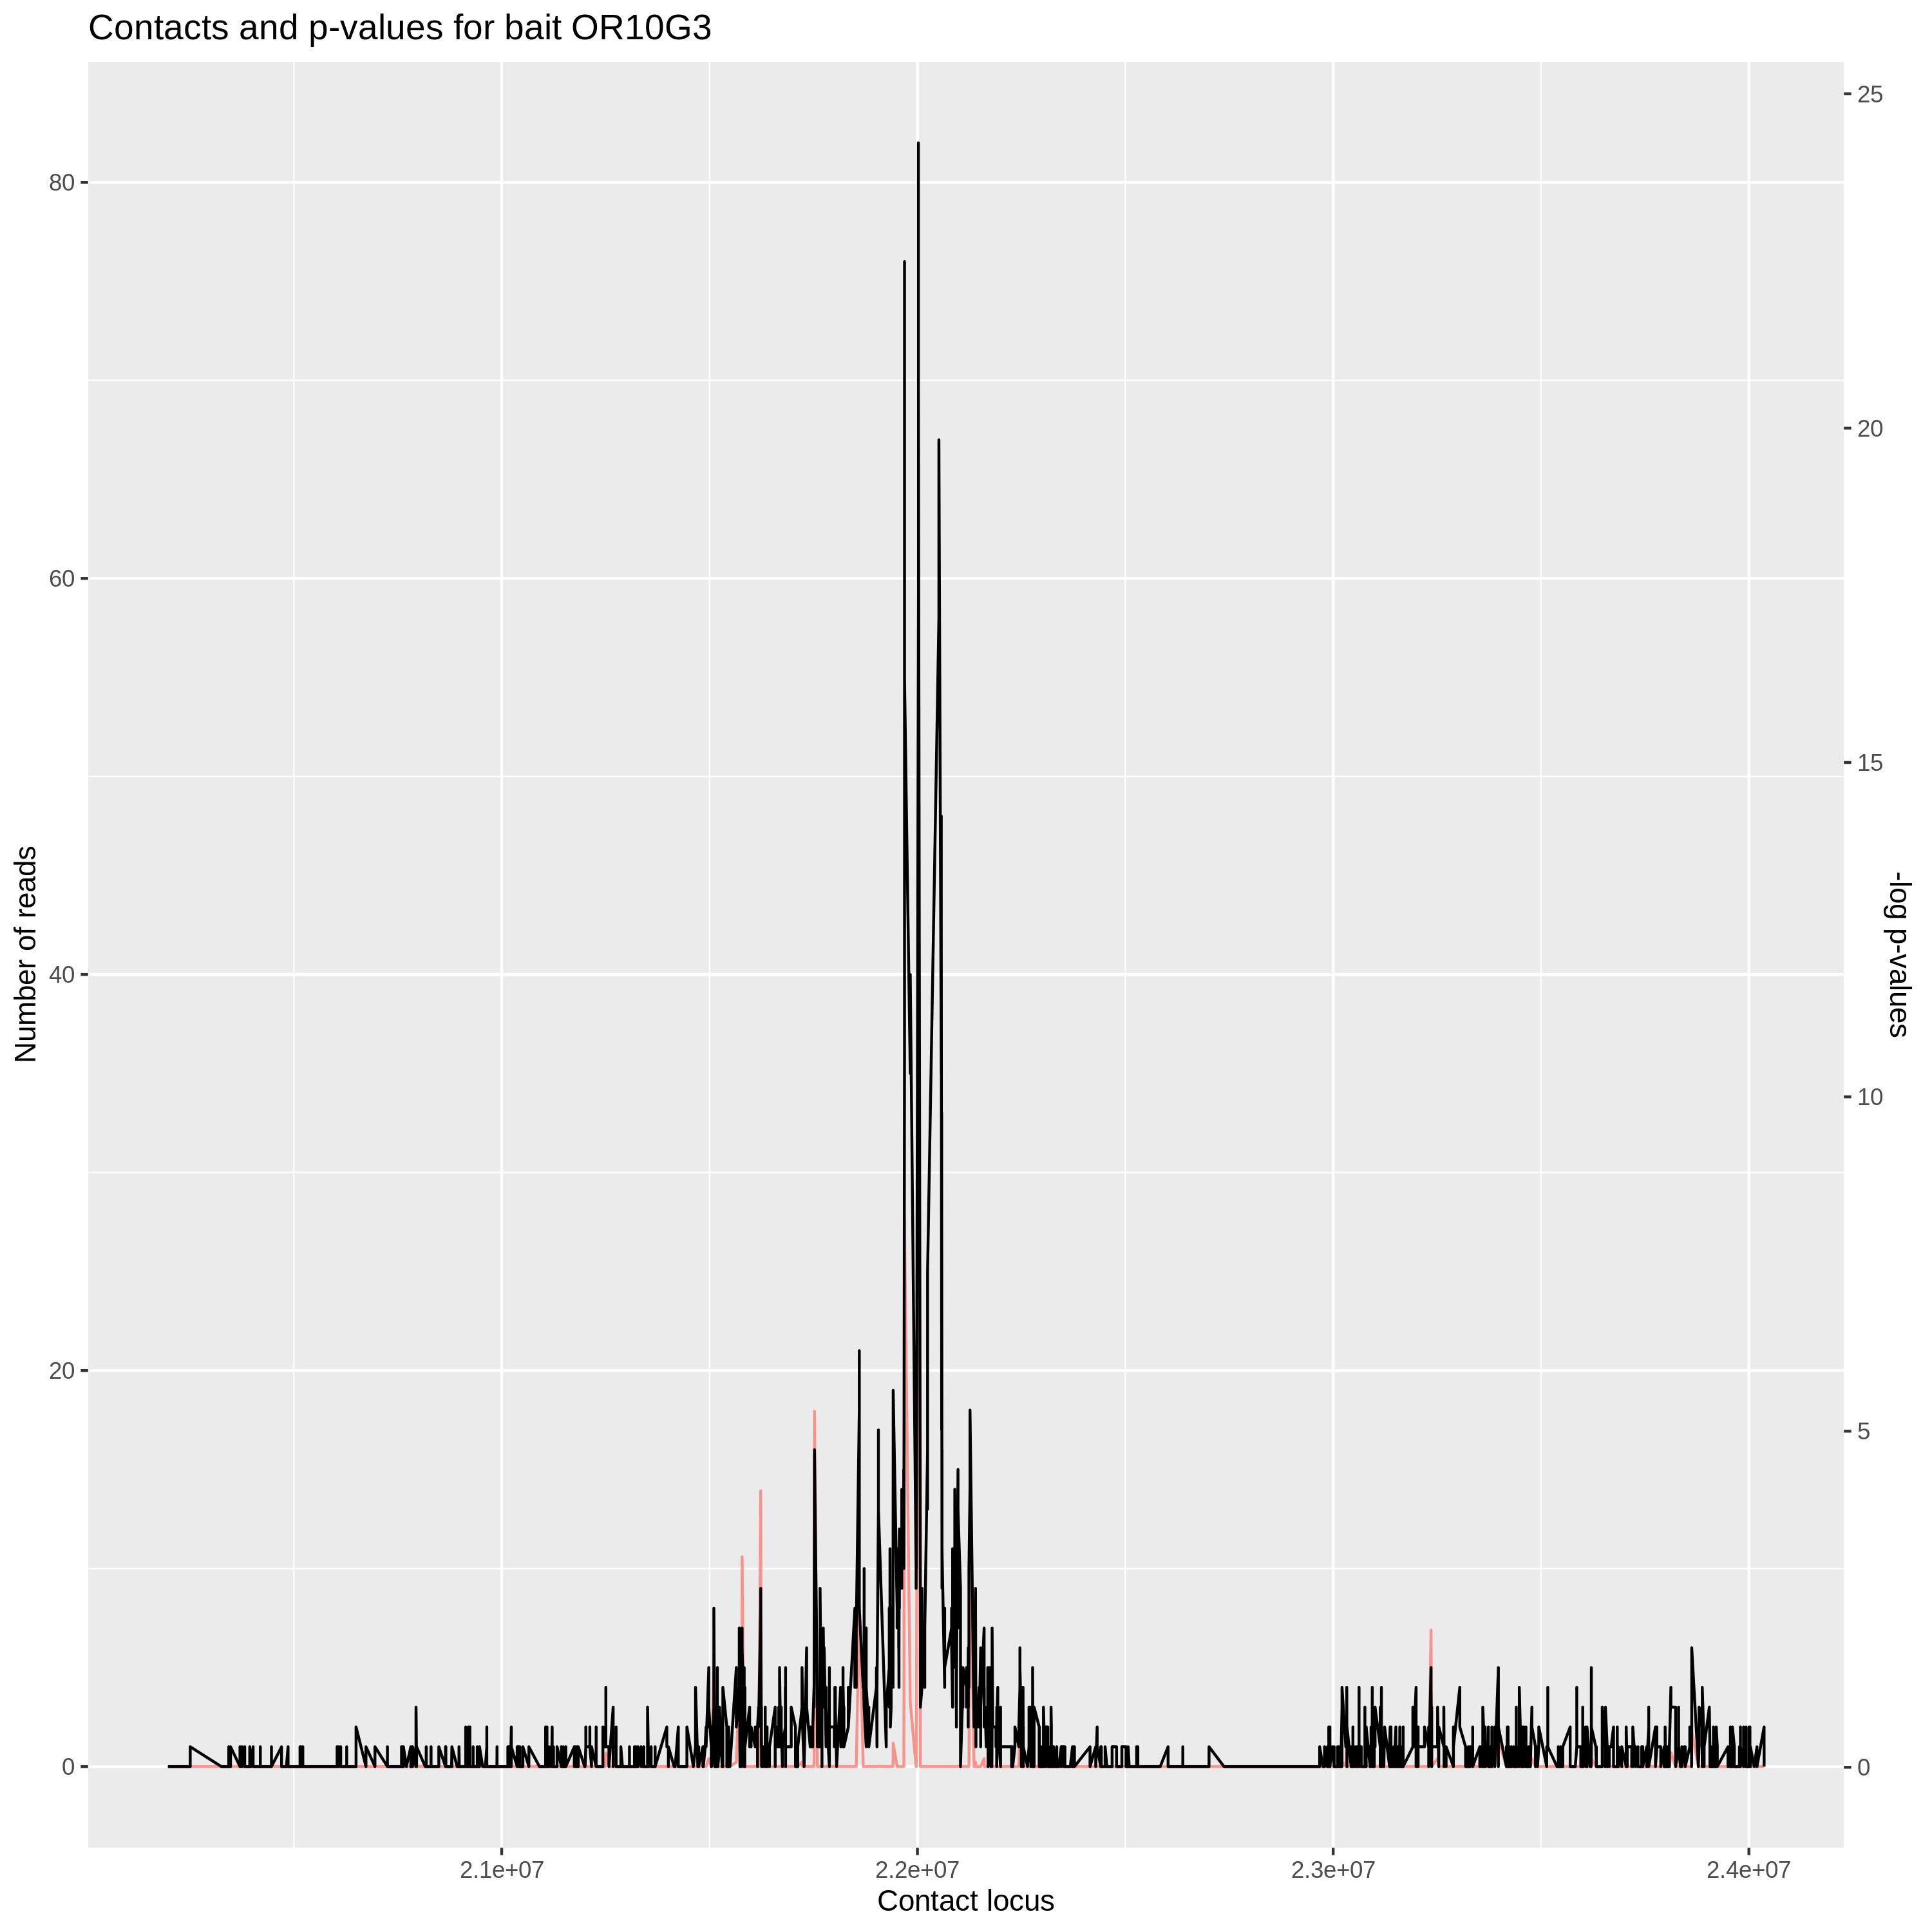 Contacts and p-values for bait OR10G3
Number of reads
80
60
40
20
0
25
20
15
10
5
0
-log p-values
2.1e+07 2.2e+07 2.3e+07 2.4e+07
Contact locus